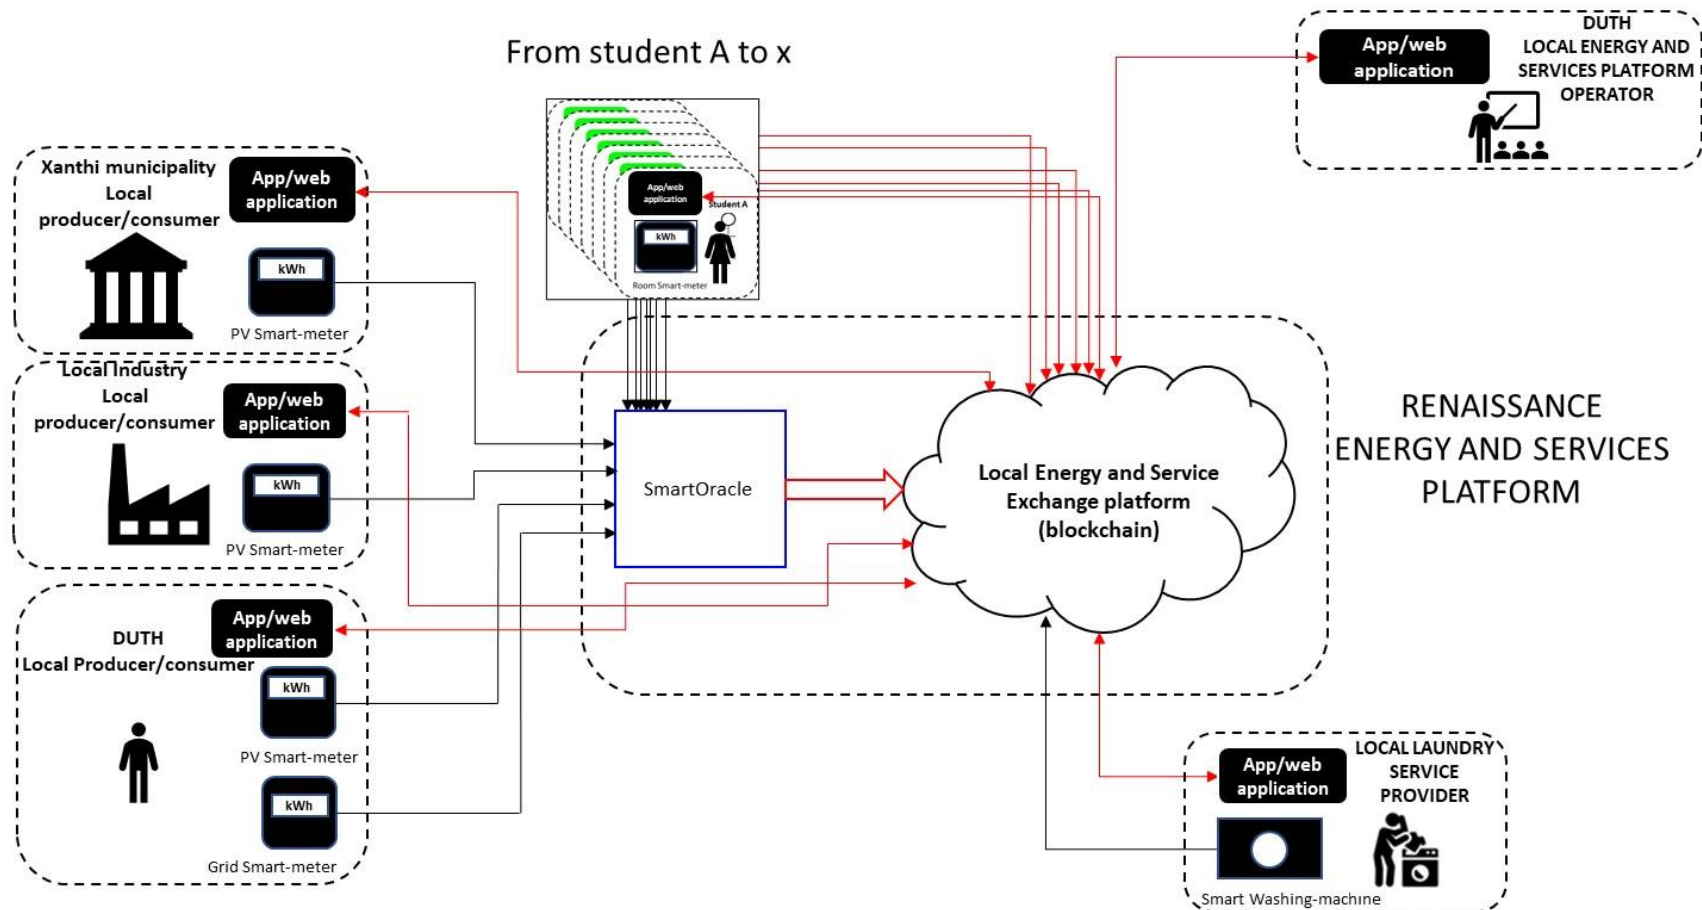 From student A to x
DUTH
LOCAL ENERGY AND
SERVICES PLATFORM
OPERATOR
App/web
application
Xanthi municipality
Local
producer/consumer
App/web
application
kWh
PV Smart-meter
App/web
application
Student A
kWh
Room Smart-meter
Local Industry
Local
producer/consumer
App/web
application
kWh
PV Smart-meter
SmartOracle
Local Energy and Service
Exchange platform
(blockchain)
RENAISSANCE
ENERGY AND SERVICES
PLATFORM
DUTH
Local Producer/consumer
App/web
application
kWh
PV Smart-meter
kWh
Grid Smart-meter
App/web
application
LOCAL LAUNDRY
SERVICE
PROVIDER
Smart Washing-machine